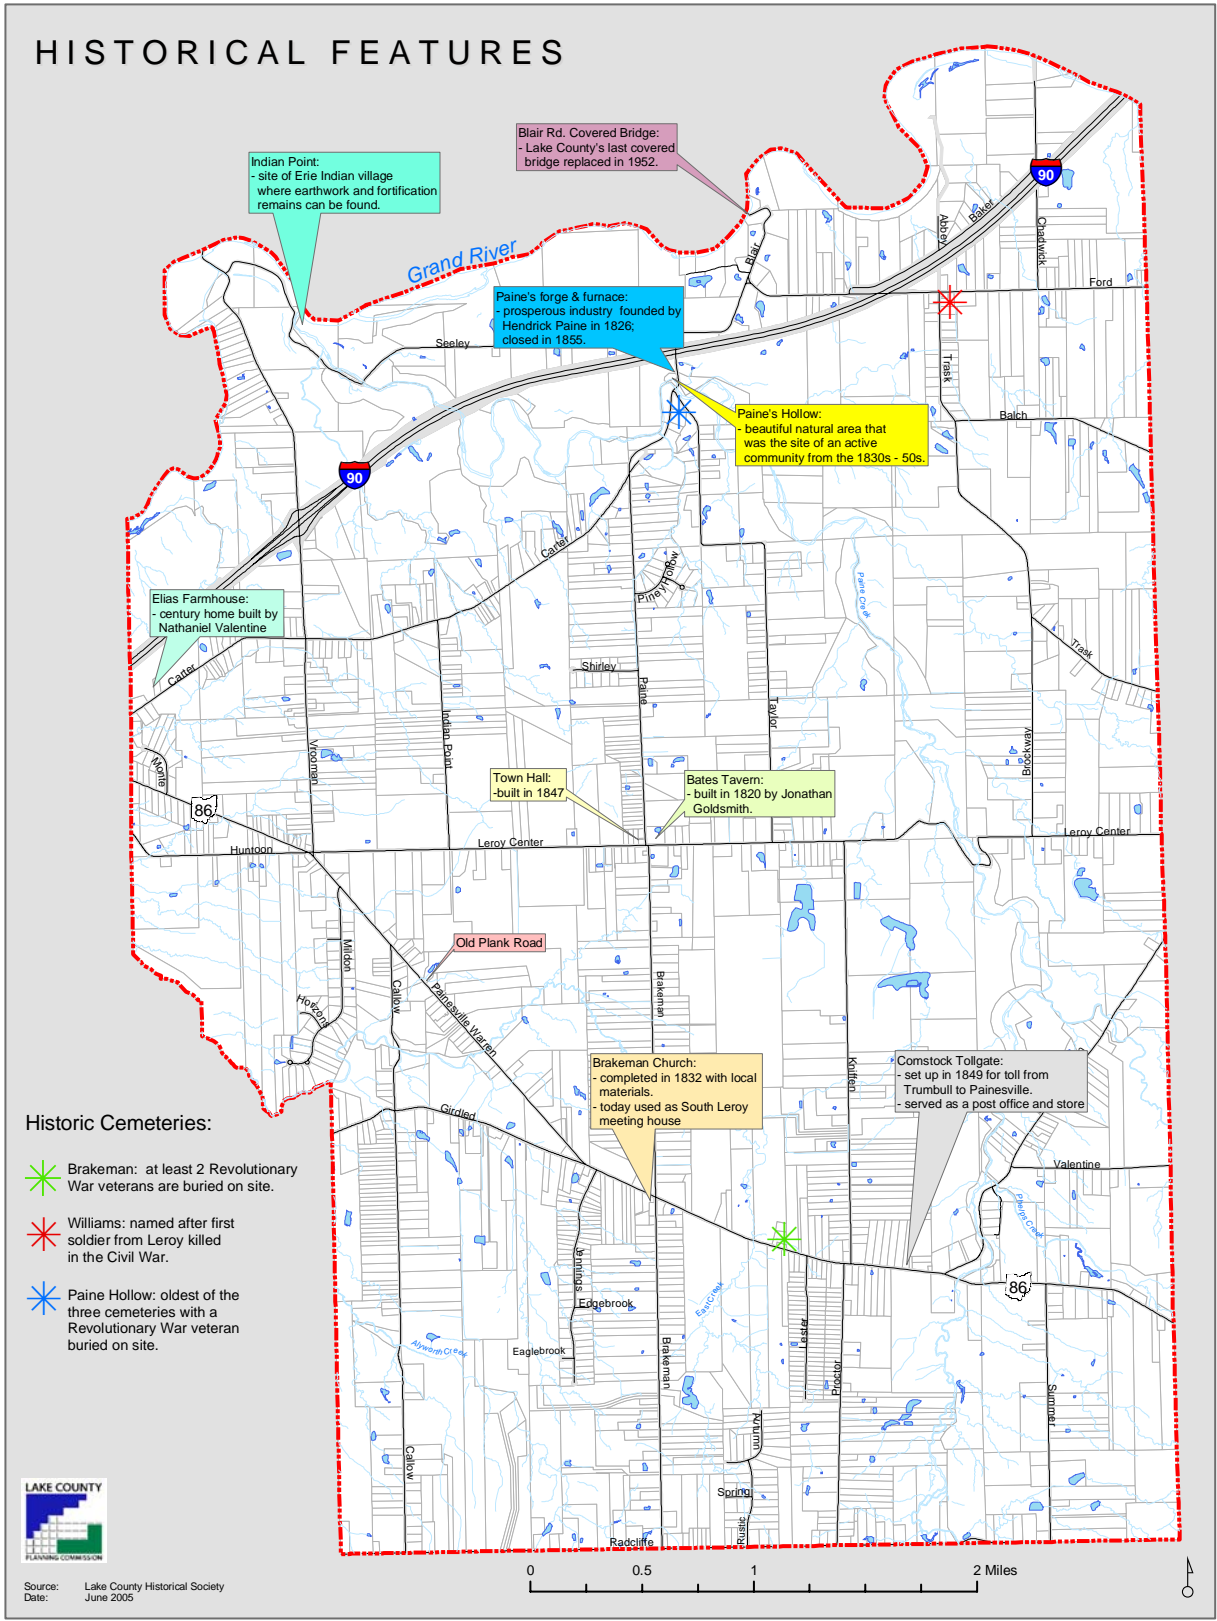 HISTORICAL FEATURES
Blair Rd. Covered Bridge:
- Lake County's last covered
bridge replaced in 1952.
Indian Point:
- site of Erie Indian village
where earthwork and fortification
remains can be found.
Grand River
90
Baker
Abbey
Chadwick
Blair
Ford
Paine's forge & furnace:
- prosperous industry founded by
Hendrick Paine in 1826;
closed in 1855.
Seeley
Trask
Paine's Hollow:
- beautiful natural area that
was the site of an active
community from the 1830s - 50s.
Balch
90
Carter
Piney Hollow
Paine Creek
Elias Farmhouse:
- century home built by
Nathaniel Valentine
Carter
Shirley
Paine
Taylor
Trask
Indian Point
Vrooman
Brockway
Monte
Town Hall:
-built in 1847
Bates Tavern:
- built in 1820 by Jonathan
Goldsmith.
86
Huntoon
Leroy Center
Leroy Center
Old Plank Road
Mildon
Callow
Painesville Warren
Brakeman
Horzons
Kniffen
Brakeman Church:
- completed in 1832 with local
materials.
- today used as South Leroy
meeting house
Comstock Tollgate:
- set up in 1849 for toll from
Trumbull to Painesville.
- served as a post office and store
Girdled
Valentine
Phelps Creek
Historic Cemeteries:
Brakeman: at least 2 Revolutionary
War veterans are buried on site.
Williams: named after first
soldier from Leroy killed
in the Civil War.
Paine Hollow: oldest of the
three cemeteries with a
Revolutionary War veteran
buried on site.
Jennings
Edgebrook
Eaglebrook
East Creek
86
Alyworth Creek
Lester
Proctor
Brakeman
Summer
Autumn
Callow
Spring
Rustic
Radcliffe
LAKE COUNTY
PLANNING COMMISSION
Source: Lake County Historical Society
Date: June 2005
0 0.5 1 2 Miles